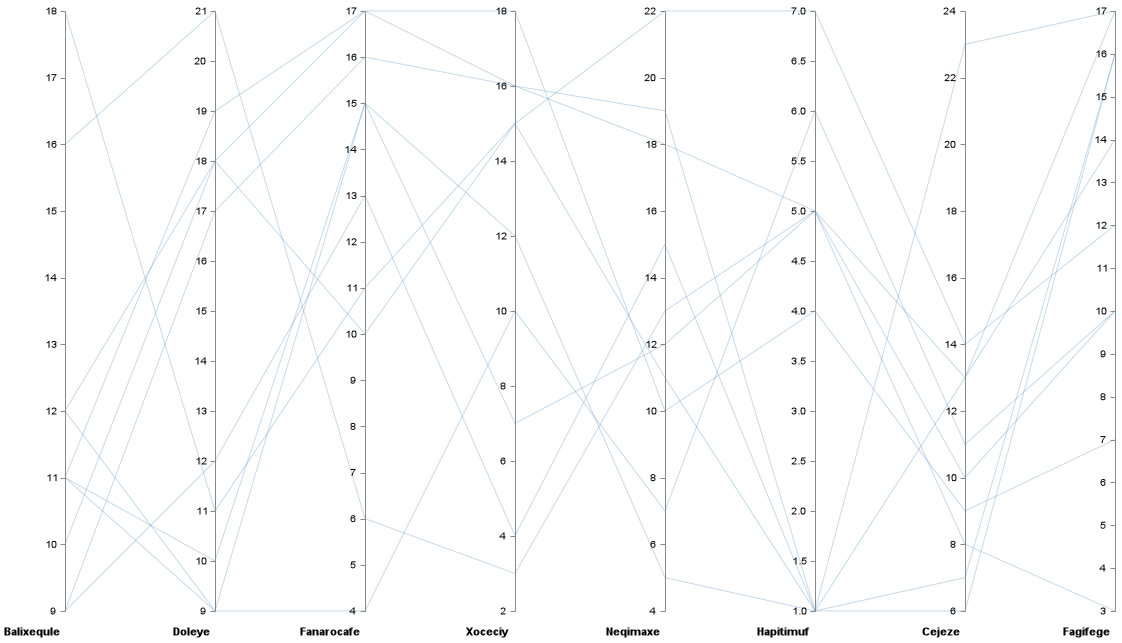 18 21 17 18 22 7.0 24 17
17 20 16 16 20 6.5 22 16
16 19 15 14 18 6.0 20 15
15 18 14 12 16 5.5 18 14
14 17 13 10 14 5.0 16 13
13 16 12 8 12 4.5 14 12
12 15 11 6 10 4.0 12 11
11 14 10 4 8 3.5 10 10
10 13 9 2 6 3.0 8 9
9 12 8 4 2.5 6 8
11 7 2.0 7
10 6 1.5 6
9 5 1.0 5
4 4
3
Balixequle Doleye Fanarocafe Xoceciy Neqimaxe Hapitimuf Cejeze Fagifege